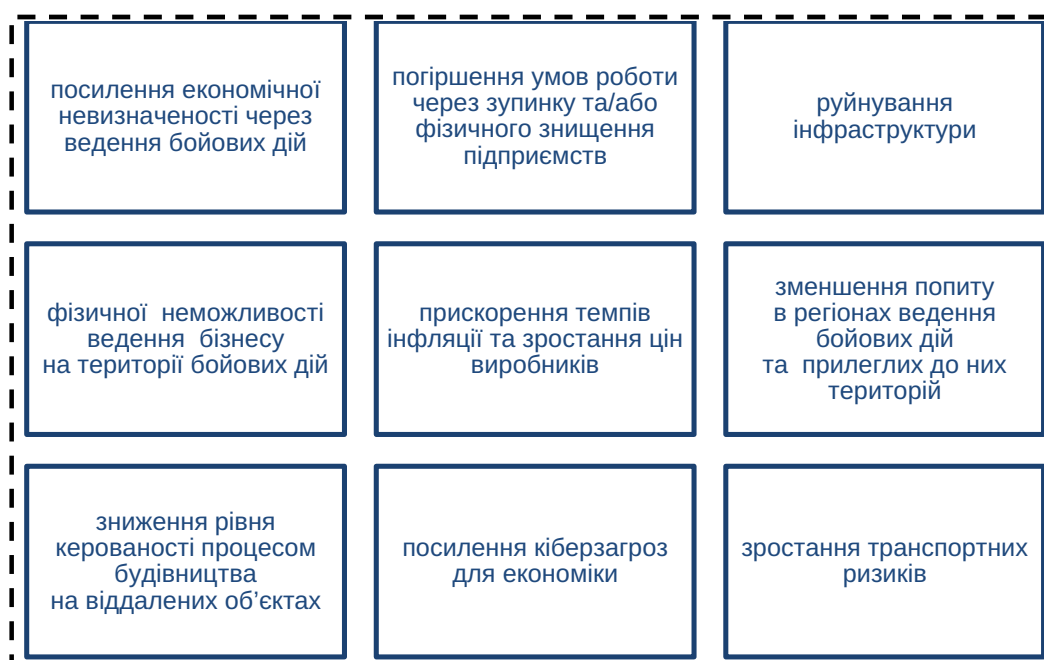 посилення економічної
невизначеності через
ведення бойових дій
погіршення умов роботи
через зупинку та/або
фізичного знищення
підприємств
руйнування
інфраструктури
фізичної  неможливості
ведення  бізнесу
на території бойових дій
прискорення темпів
інфляції та зростання цін
виробників
зменшення попиту
в регіонах ведення
бойових дій
та  прилеглих до них
територій
зниження рівня
керованості процесом
будівництва
на віддалених об’єктах
посилення кіберзагроз
для економіки
зростання транспортних
ризиків